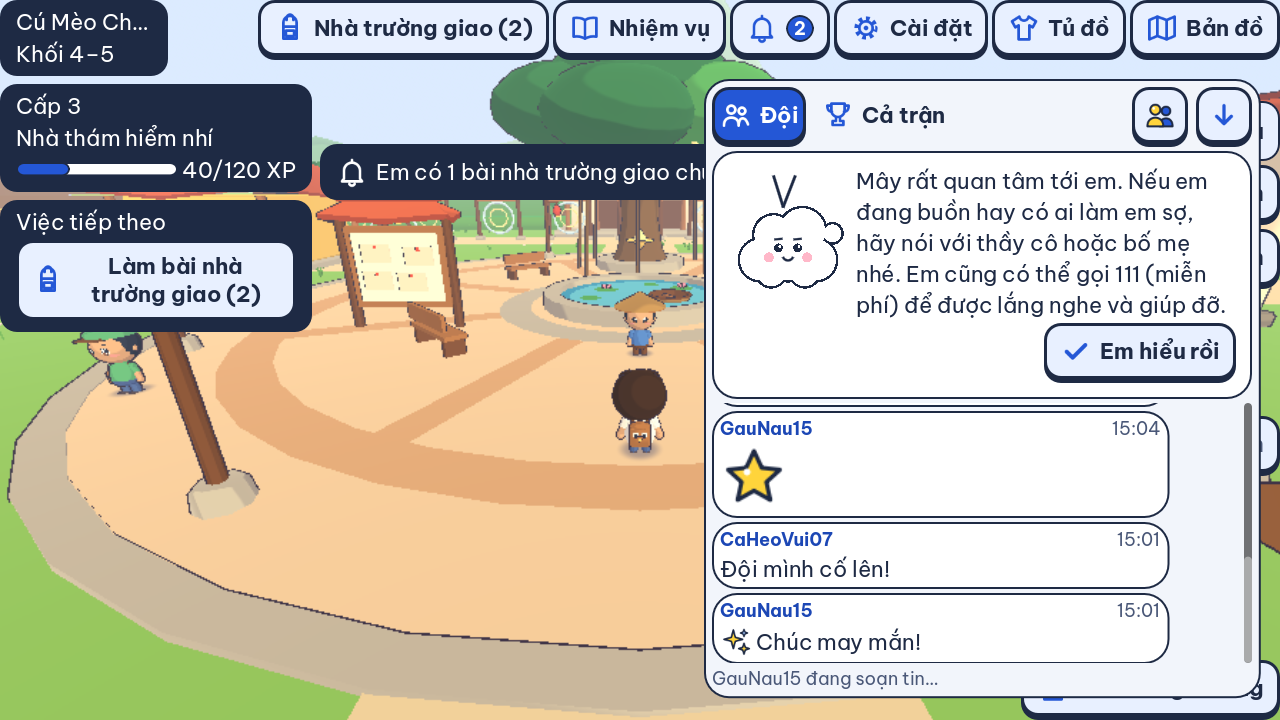 Cú Mèo Ch...
Khối 4–5
Nhà trường giao (2)
Nhiệm vụ
2
Cài đặt
Tủ đồ
Bản đồ
Cấp 3
Nhà thám hiểm nhí
40/120 XP
Em có 1 bài nhà trường giao
Việc tiếp theo
Làm bài nhà
trường giao (2)
Đội
Cả trận
Mây rất quan tâm tới em. Nếu em
đang buồn hay có ai làm em sợ,
hãy nói với thầy cô hoặc bố mẹ
nhé. Em cũng có thể gọi 111 (miễn
phí) để được lắng nghe và giúp đỡ.
Em hiểu rồi
GauNau15 15:04
CaHeoVui07 15:01
Đội mình cố lên!
GauNau15 15:01
Chúc may mắn!
GauNau15 đang soạn tin...